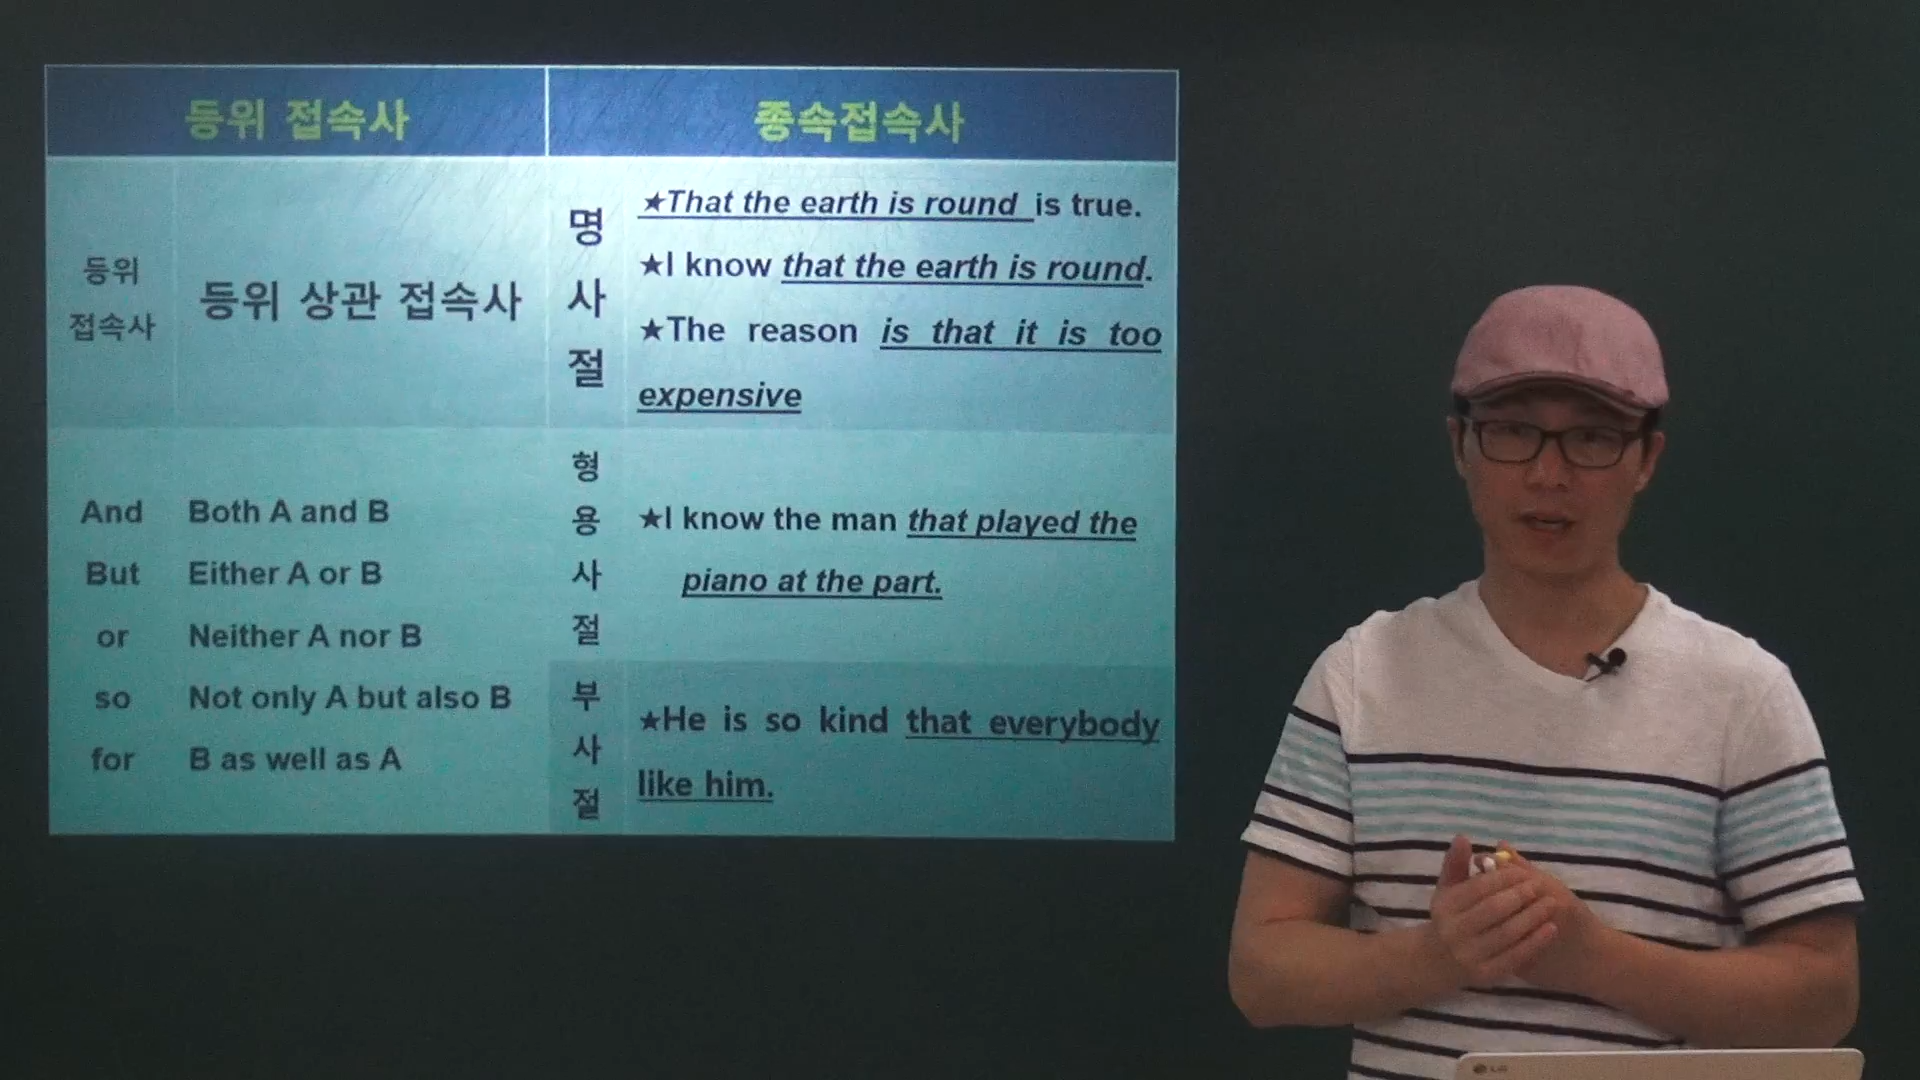 등위 접속사
종속접속사
등위
접속사
등위 상관 접속사
명
사
절
★That the earth is round is true.
★I know that the earth is round.
★The reason is that it is too
expensive
And
But
or
so
for
Both A and B
Either A or B
Neither A nor B
Not only A but also B
B as well as A
형
용
사
절
★I know the man that played the
piano at the part.
부
사
절
★He is so kind that everybody
like him.
LG